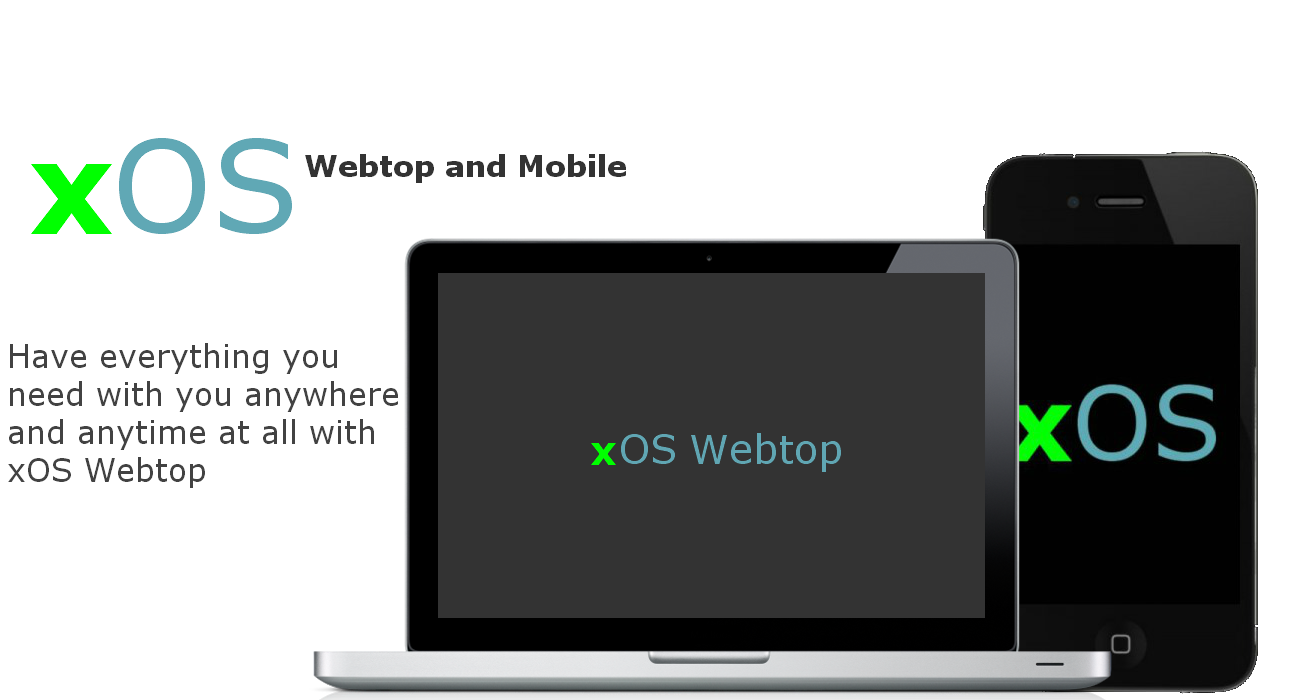 xOS Webtop and Mobile
Have everything you
need with you anywhere
and anytime at all with
xOS Webtop
xOS Webtop
xOS